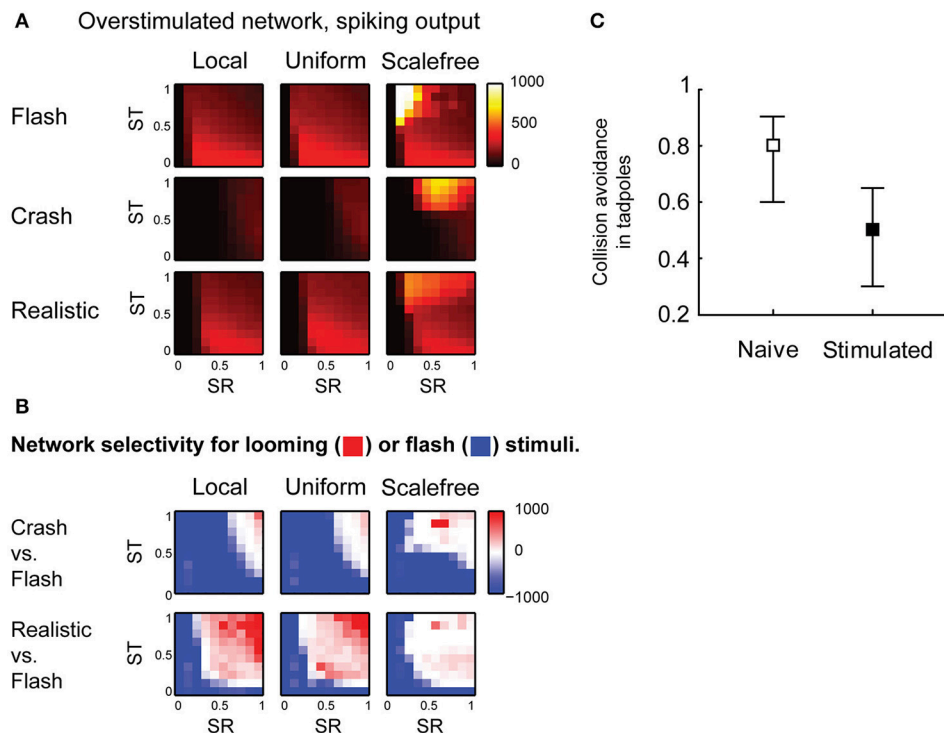 A
Overstimulated network, spiking output
Local Uniform Scalefree
Flash
ST
1
0.5
0
1000
500
0
Crash
ST
1
0.5
0
Realistic
ST
1
0.5
0
0 0.5 1 0 0.5 1 0 0.5 1
SR SR SR
B
Network selectivity for looming ( ) or flash ( ) stimuli.
Local Uniform Scalefree
Crash
vs.
Flash
ST
1
0.5
0
1000
0
−1000
Realistic
vs.
Flash
ST
1
0.5
0
0 0.5 1 0 0.5 1 0 0.5 1
SR SR SR
C
Collision avoidance
in tadpoles
1
0.8
0.6
0.4
0.2
Naive Stimulated